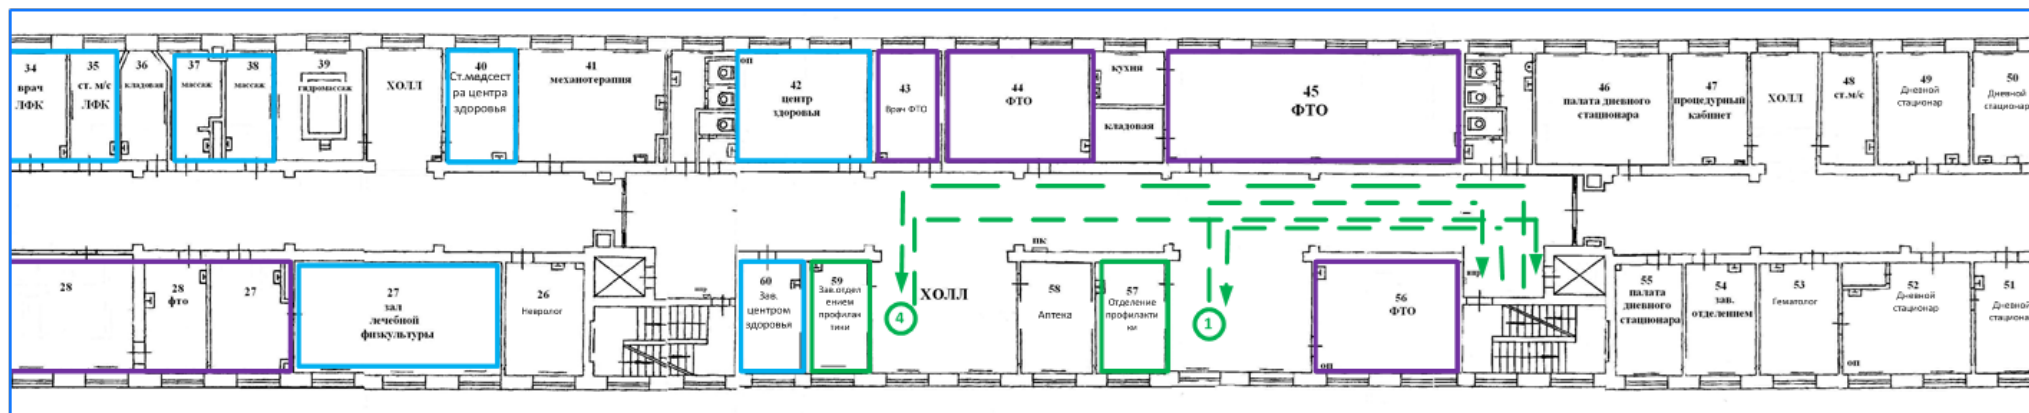 34
врач
ЛФК
35
ст. м/с
ЛФК
36
кладовая
37
массаж
38
массаж
39
гидромассаж
ХОЛЛ
40
Ст.медсест
ра центра
здоровья
41
механотерапия
оп
42
центр
здоровья
43
Врач ФТО
44
ФТО
кухня
кладовая
45
ФТО
46
палата дневного
стационара
47
процедурный
кабинет
ХОЛЛ
48
ст.м/с
49
Дневной
стационар
50
Дневной
стационар
28
28
фто
27
27
зал
лечебной
физкультуры
26
Невролог
60
Зав.
центром
здоровья
59
Зав.отдел
ением
профилак
тики
4
ХОЛЛ
пк
58
Аптека
57
Отделение
профилакти
ки
1
56
ФТО
оп
55
палата
дневного
стационара
54
зав.
отделением
53
Гематолог
52
Дневной
стационар
оп
51
Дневной
стациона